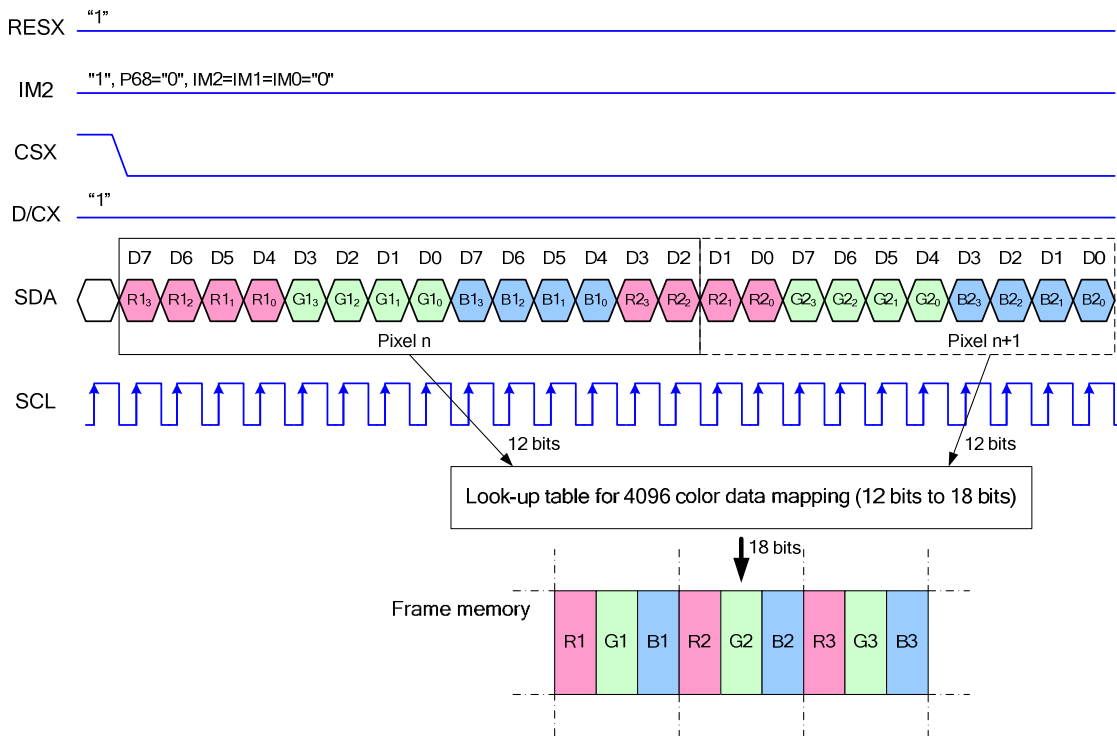 RESX "1"
IM2 "1", P68="0", IM2=IM1=IM0="0"
CSX
D/CX "1"
D7 D6 D5 D4 D3 D2 D1 D0 D7 D6 D5 D4 D3 D2 D1 D0 D7 D6 D5 D4 D3 D2 D1 D0
SDA R1₃ R1₂ R1₁ R1₀ G1₃ G1₂ G1₁ G1₀ B1₃ B1₂ B1₁ B1₀ R2₃ R2₂ R2₁ R2₀ G2₃ G2₂ G2₁ G2₀ B2₃ B2₂ B2₁ B2₀
Pixel n Pixel n+1
SCL
12 bits 12 bits
Look-up table for 4096 color data mapping (12 bits to 18 bits)
18 bits
Frame memory
R1 G1 B1 R2 G2 B2 R3 G3 B3